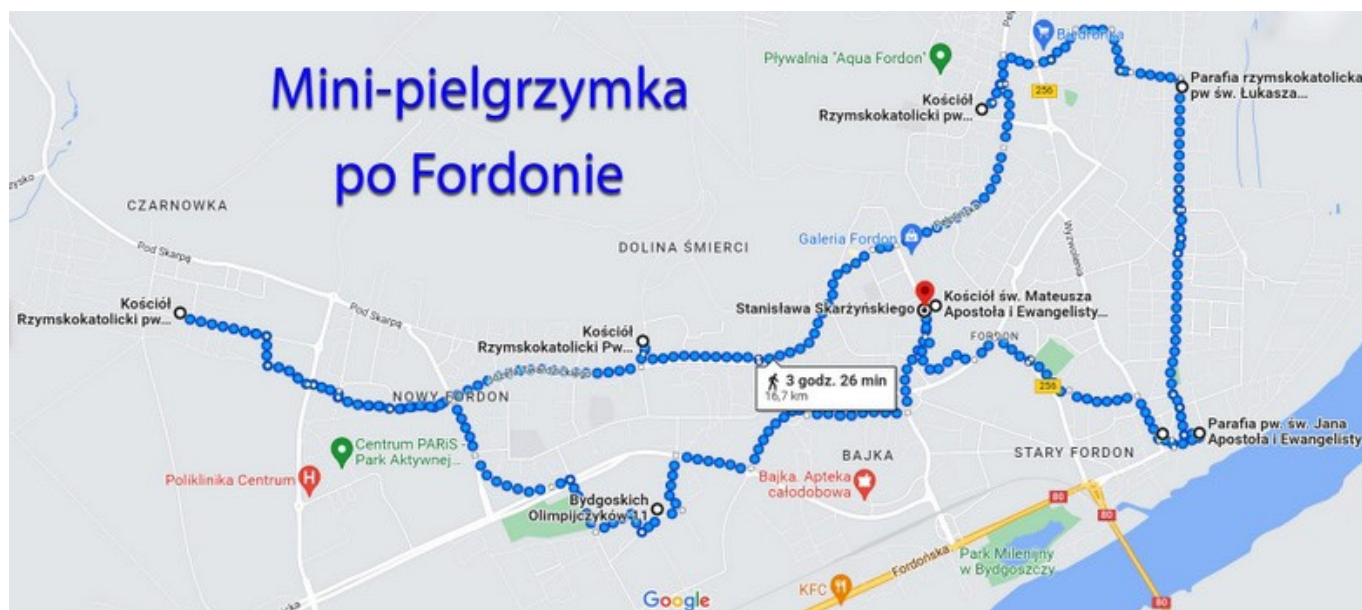 Mini-pielgrzymka
po Fordonie
Pływalnia "Aqua Fordon"
Biedronka
256
Kościół
Rzymskokatolicki pw...
Parafia rzymskokatolicka
pw św. Łukasza...
CZARNOWKA
Pod Skarpą
DOLINA ŚMIERCI
Galeria Fordon
Wyzwolenia
Kościół
Rzymskokatolicki pw...
Pod Skarpą
Stanisława Skarżyńskiego
Kościół św. Mateusza
Apostoła i Ewangelisty...
Kościół
Rzymskokatolicki Pw...
FORDON
3 godz. 26 min
16,7 km
256
NOWY FORDON
Centrum PARiS -
Park Aktywnej...
Poliklinika Centrum
Parafia pw. św. Jana
Apostoła i Ewangelisty
BAJKA
STARY FORDON
Bajka. Apteka
całodobowa
Bydgoskich
Olimpijczyków 11
80
80
Fordońska
Park Milenijny
w Bydgoszczy
KFC
Google
80